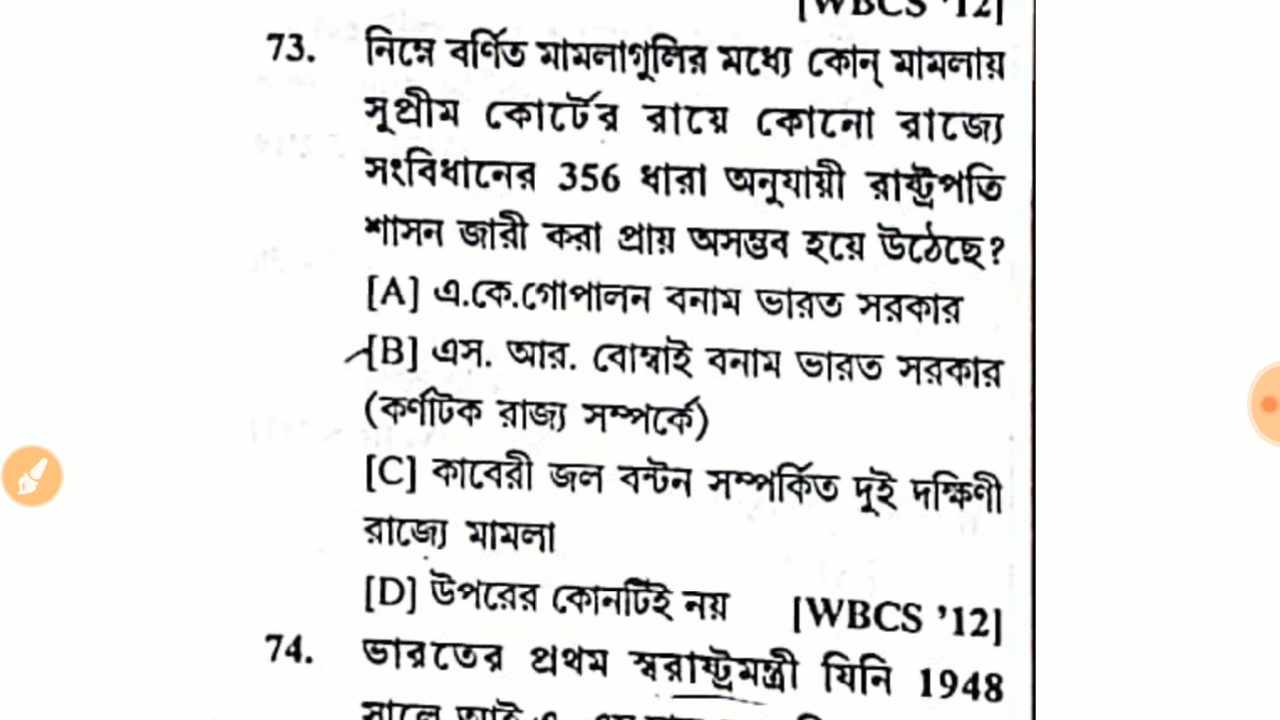 [WBCS '12]
73. নিম্নে বর্ণিত মামলাগুলির মধ্যে কোন্ মামলায়
সুপ্রীম কোর্টের রায়ে কোনো রাজ্যে
সংবিধানের 356 ধারা অনুযায়ী রাষ্ট্রপতি
শাসন জারী করা প্রায় অসম্ভব হয়ে উঠেছে?
[A] এ.কে.গোপালন বনাম ভারত সরকার
[B] এস. আর. বোম্বাই বনাম ভারত সরকার
(কর্ণাটক রাজ্য সম্পর্কে)
[C] কাবেরী জল বন্টন সম্পর্কিত দুই দক্ষিণী
রাজ্যে মামলা
[D] উপরের কোনটিই নয় [WBCS '12]
74. ভারতের প্রথম স্বরাষ্ট্রমন্ত্রী যিনি 1948
সালে আই